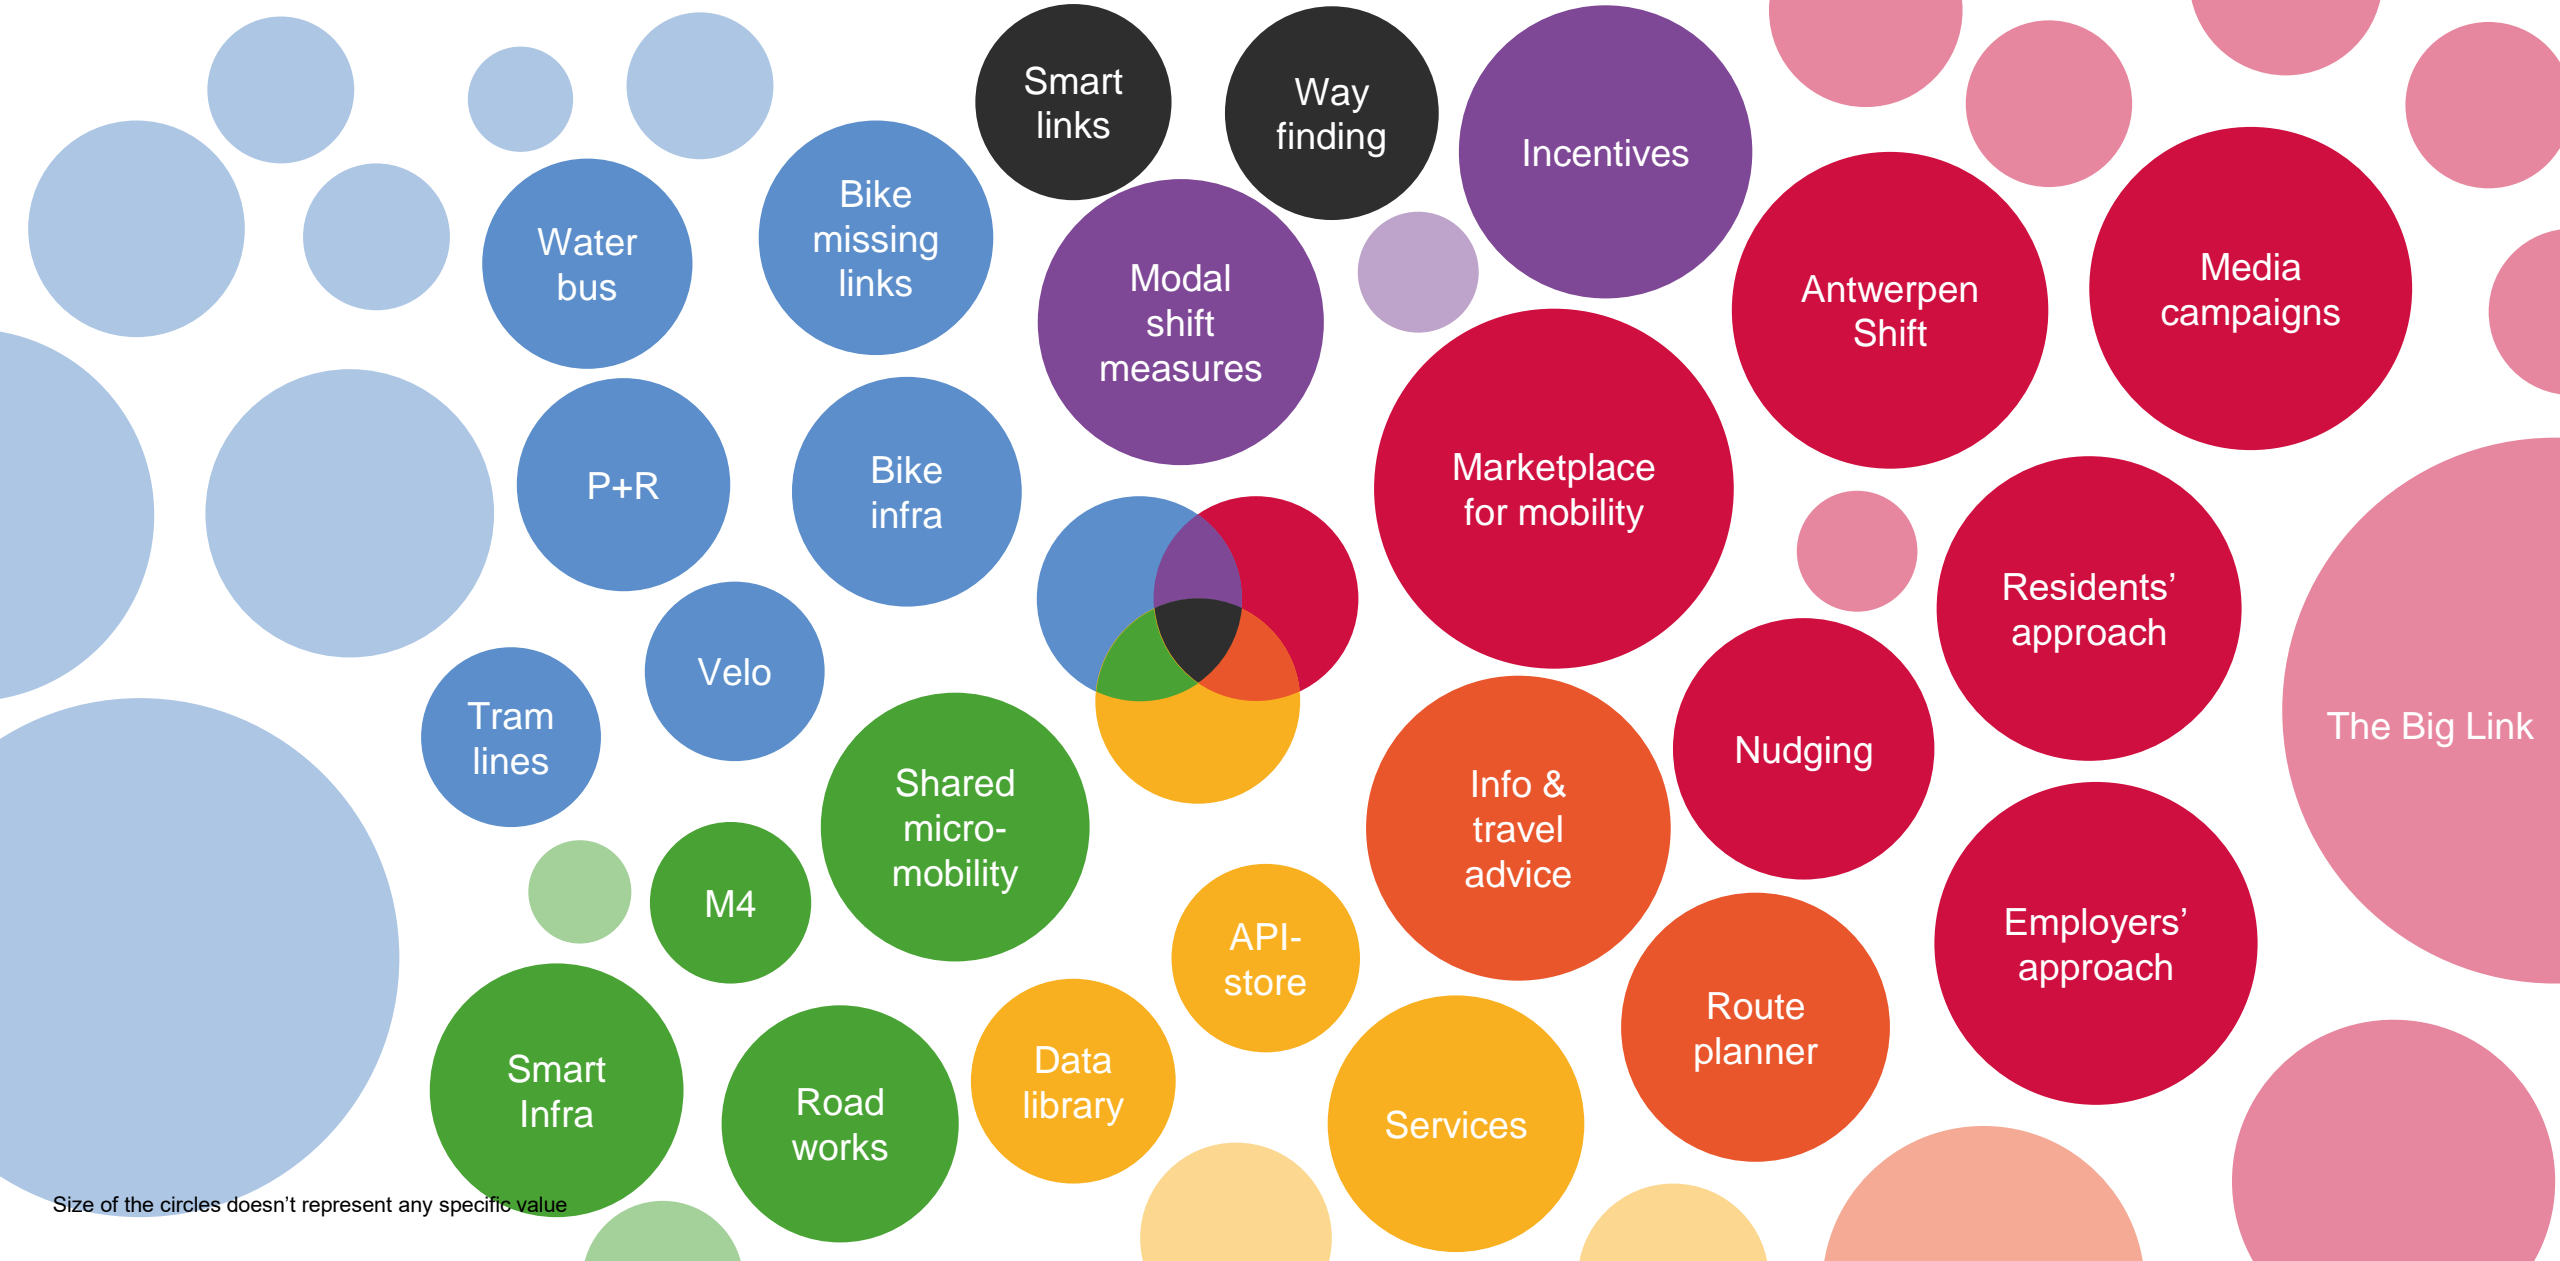 Smart
links
Way
finding
Incentives
Water
bus
Bike
missing
links
Modal
shift
measures
Antwerpen
Shift
Media
campaigns
P+R
Bike
infra
Marketplace
for mobility
Residents’
approach
Velo
Tram
lines
Nudging
The Big Link
Shared
micro-
mobility
Info &
travel
advice
M4
API-
store
Employers’
approach
Smart
Infra
Road
works
Data
library
Services
Route
planner
Size of the circles doesn’t represent any specific value